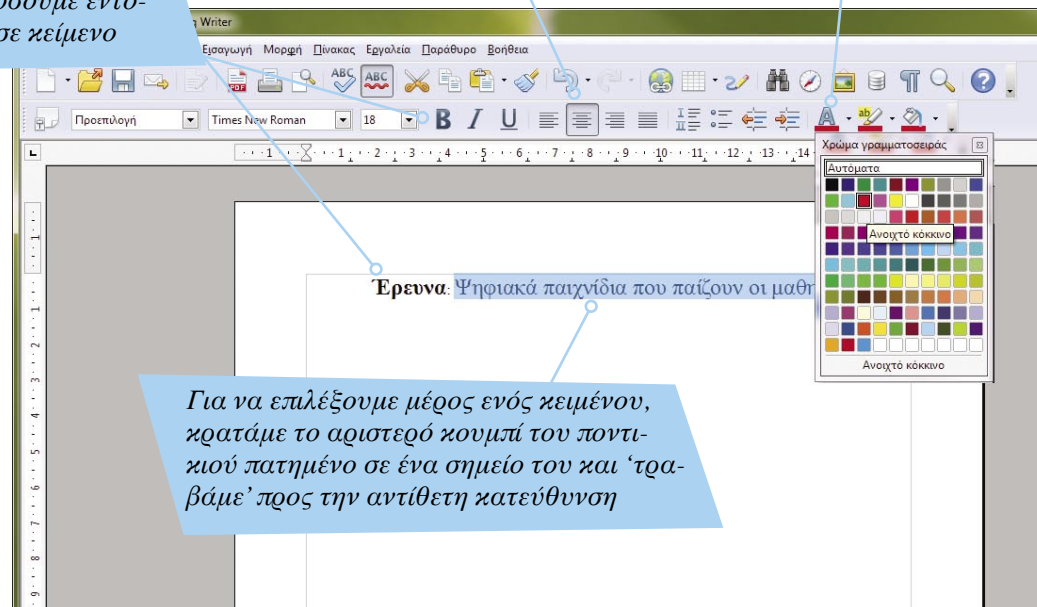 σε κείμενο
Writer
Εισαγωγή Μορφή Πίνακας Εργαλεία Παράθυρο Βοήθεια
Προεπιλογή Times New Roman 18 B I U
Χρώμα γραμματοσειράς
Αυτόματα
Ανοιχτό κόκκινο
Έρευνα: Ψηφιακά παιχνίδια που παίζουν οι μαθη
Ανοιχτό κόκκινο
Για να επιλέξουμε μέρος ενός κειμένου,
κρατάμε το αριστερό κουμπί του ποντι-
κιού πατημένο σε ένα σημείο του και ‘τρα-
βάμε’ προς την αντίθετη κατεύθυνση